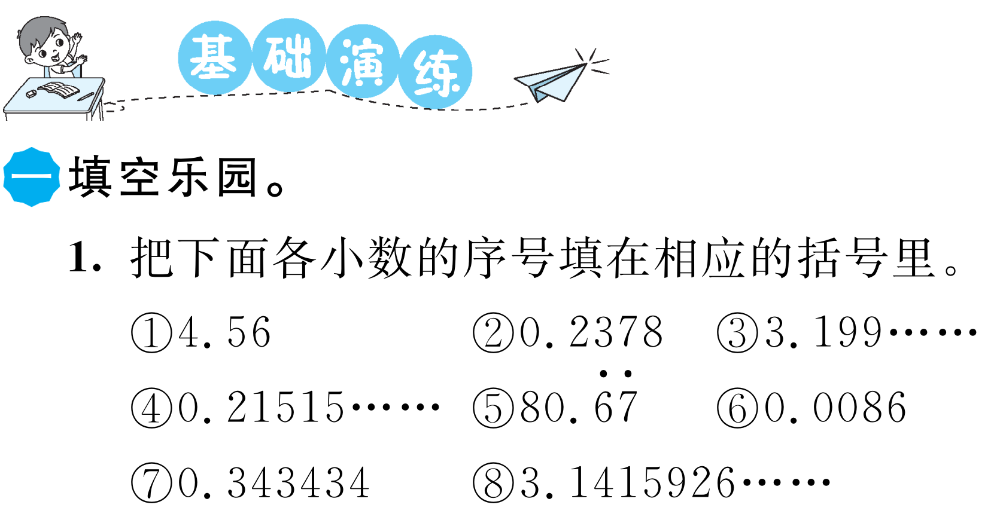 基础演练
一 填空乐园。
1. 把下面各小数的序号填在相应的括号里。
①4.56 ②0.2378 ③3.199……
④0.21515…… ⑤80.6̇7̇ ⑥0.0086
⑦0.343434 ⑧3.1415926……